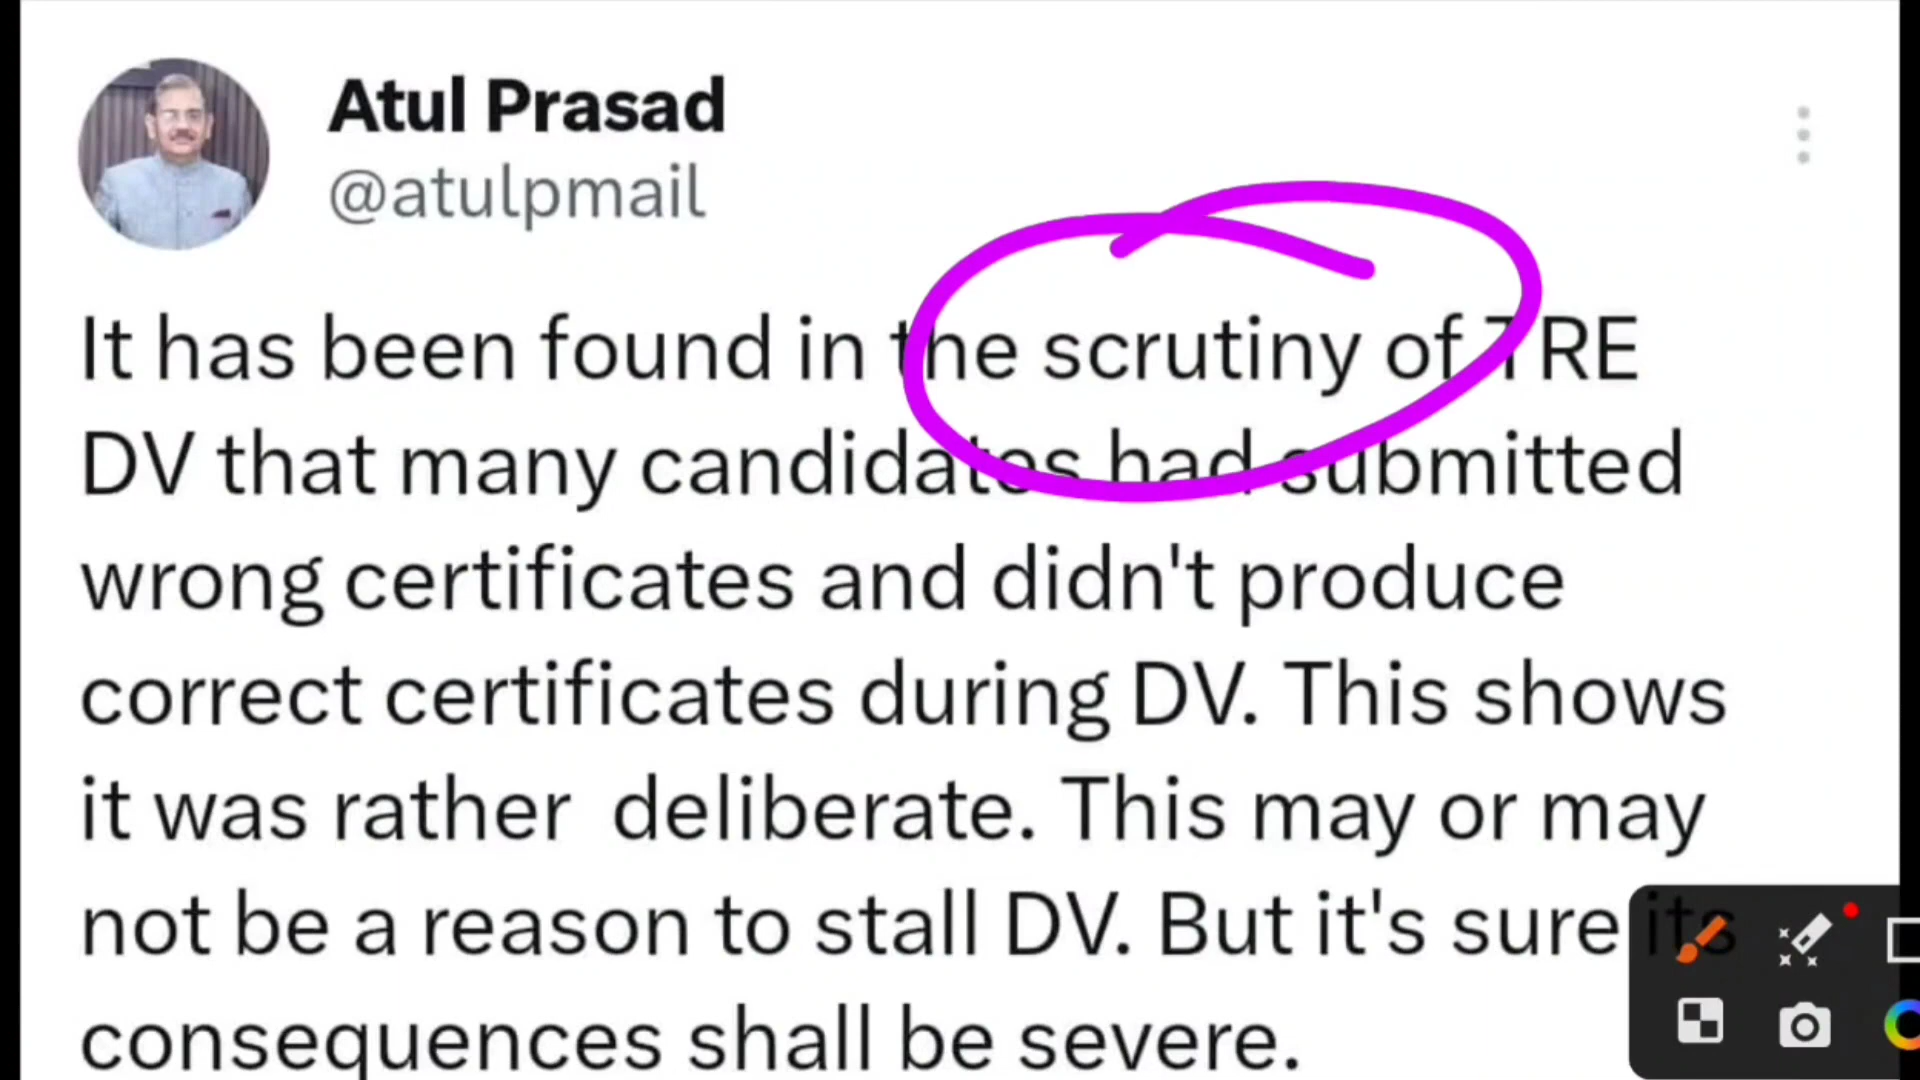 Atul Prasad
@atulpmail
It has been found in the scrutiny of TRE
DV that many candidates had submitted
wrong certificates and didn't produce
correct certificates during DV. This shows
it was rather deliberate. This may or may
not be a reason to stall DV. But it's sure its
consequences shall be severe.